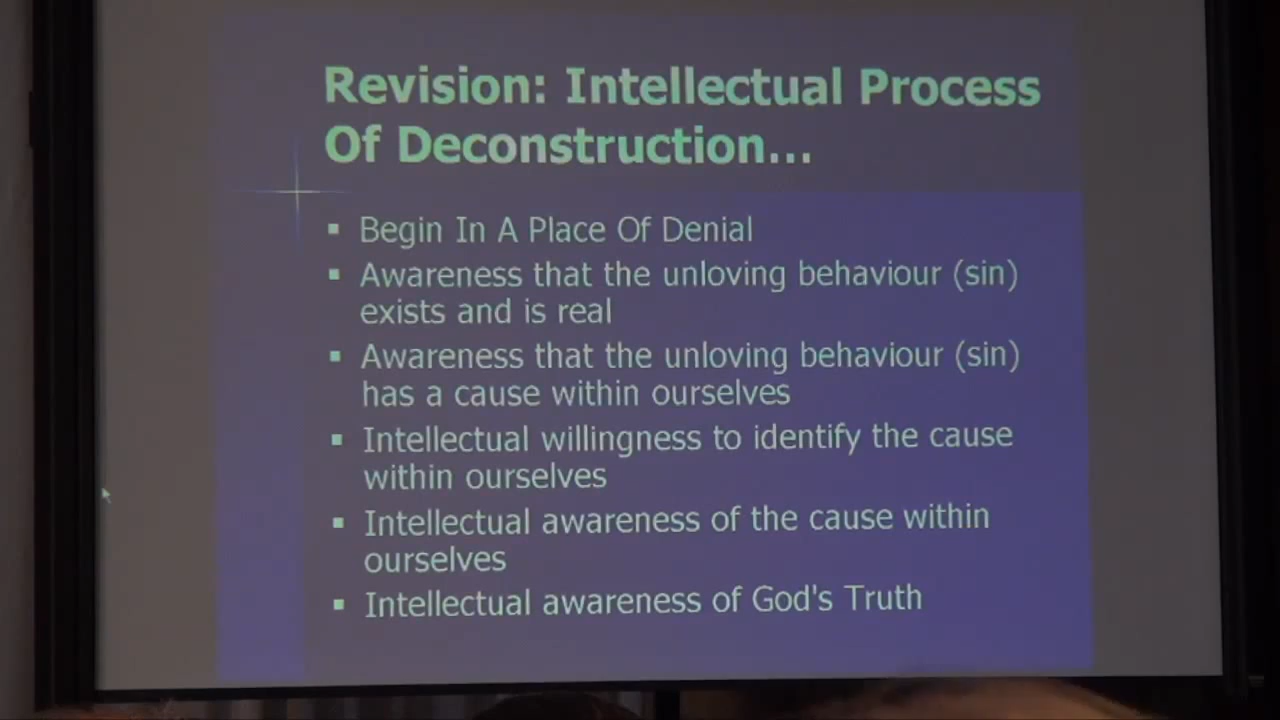 Revision: Intellectual Process
Of Deconstruction...
▪ Begin In A Place Of Denial
▪ Awareness that the unloving behaviour (sin)
exists and is real
▪ Awareness that the unloving behaviour (sin)
has a cause within ourselves
▪ Intellectual willingness to identify the cause
within ourselves
▪ Intellectual awareness of the cause within
ourselves
▪ Intellectual awareness of God's Truth